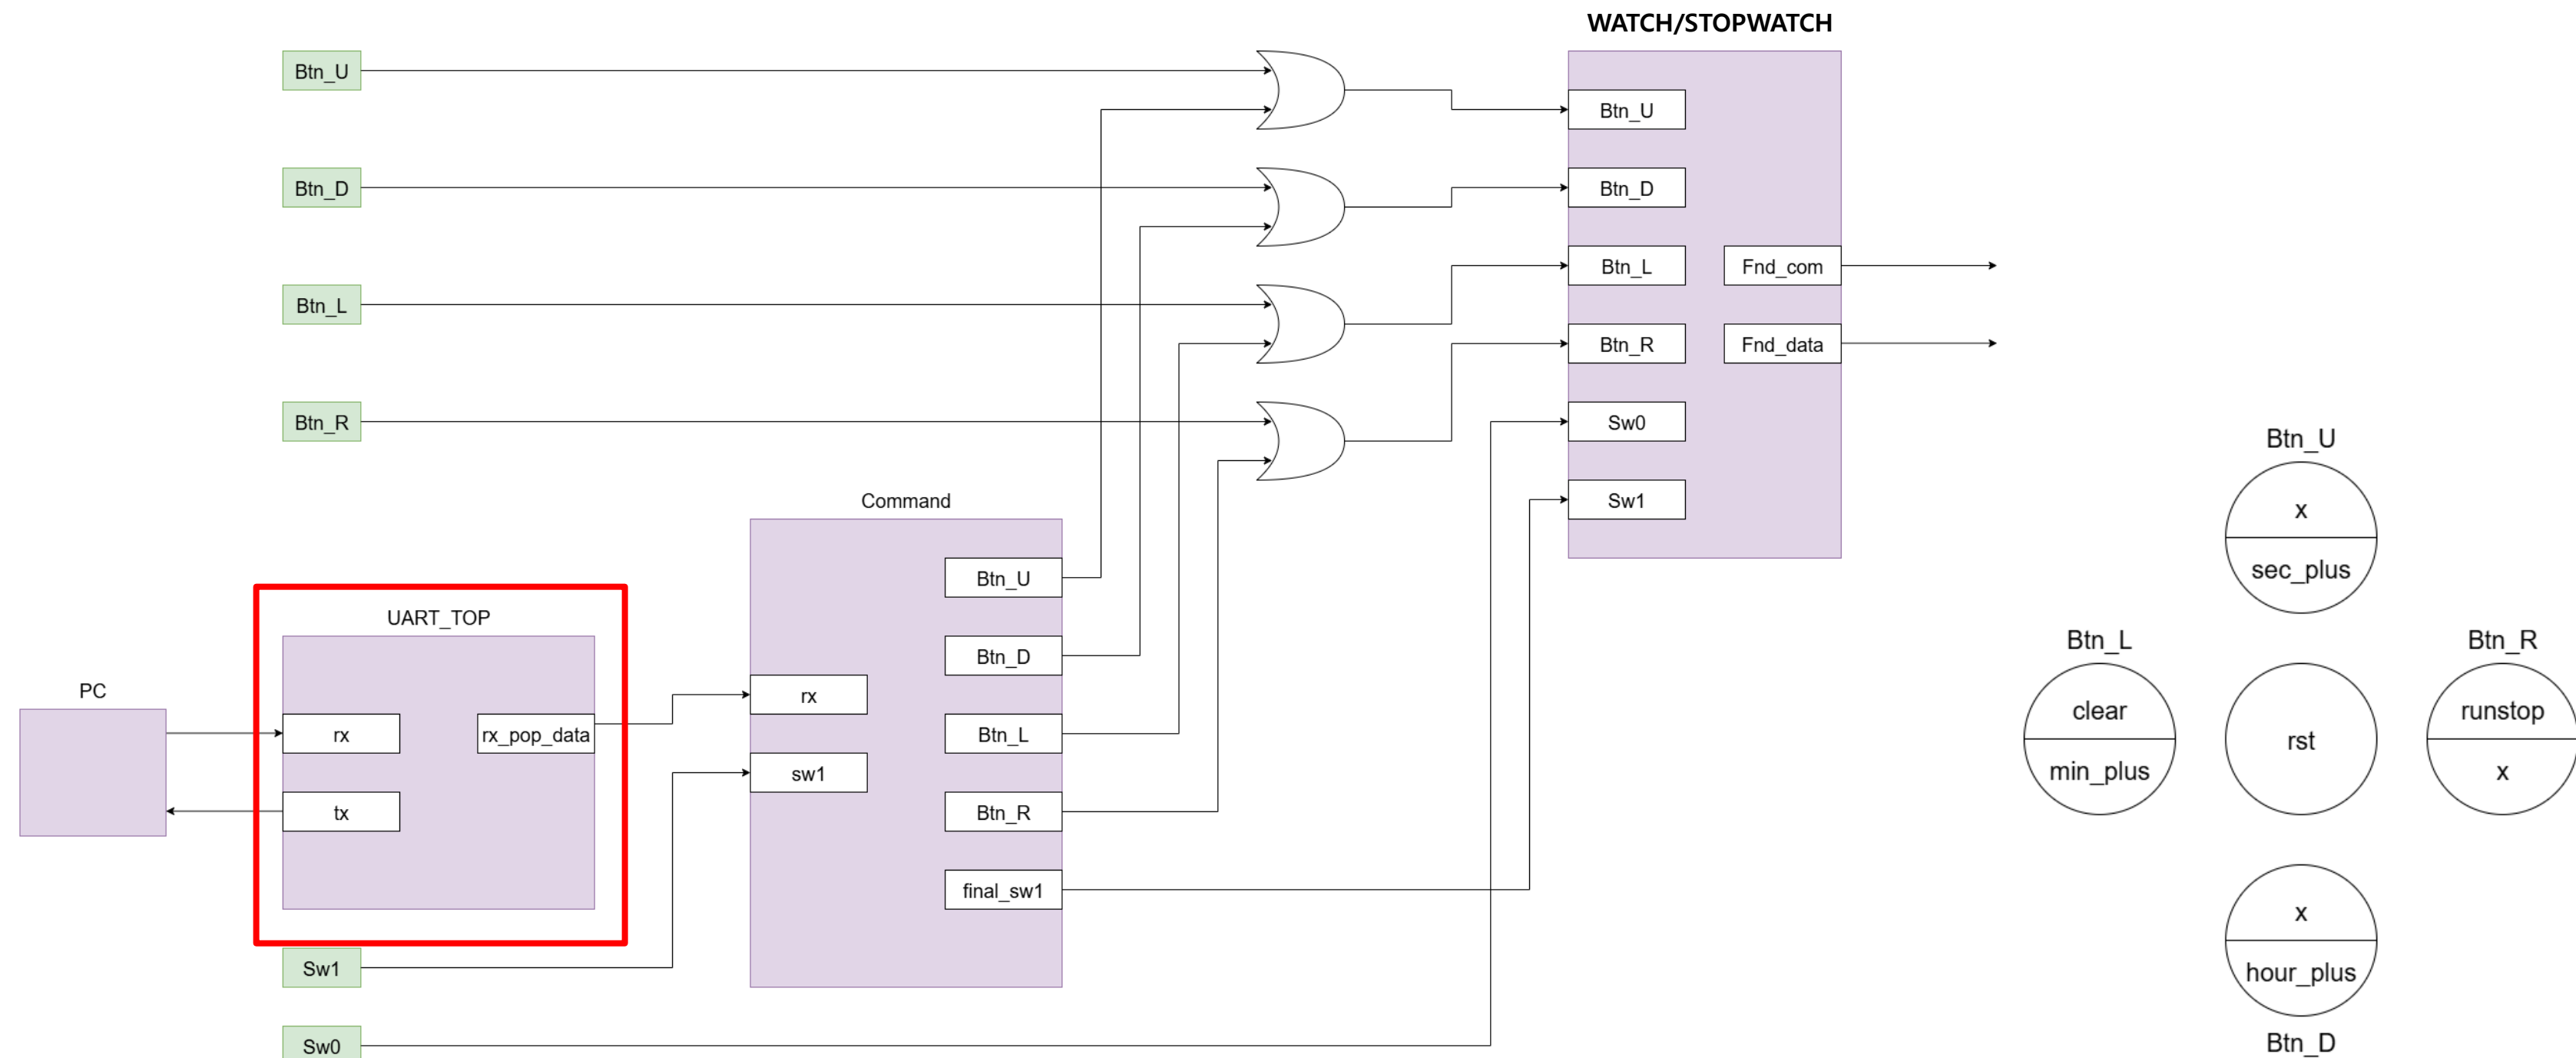 WATCH/STOPWATCH
Btn_U
Btn_D
Btn_L
Btn_R
Btn_U
Btn_D
Btn_L
Fnd_com
Btn_R
Fnd_data
Sw0
Sw1
Command
Btn_U
Btn_D
rx
Btn_L
sw1
Btn_R
final_sw1
UART_TOP
PC
rx
rx_pop_data
tx
Sw1
Sw0
Btn_U
x
sec_plus
Btn_L
clear
min_plus
rst
Btn_R
runstop
x
x
hour_plus
Btn_D